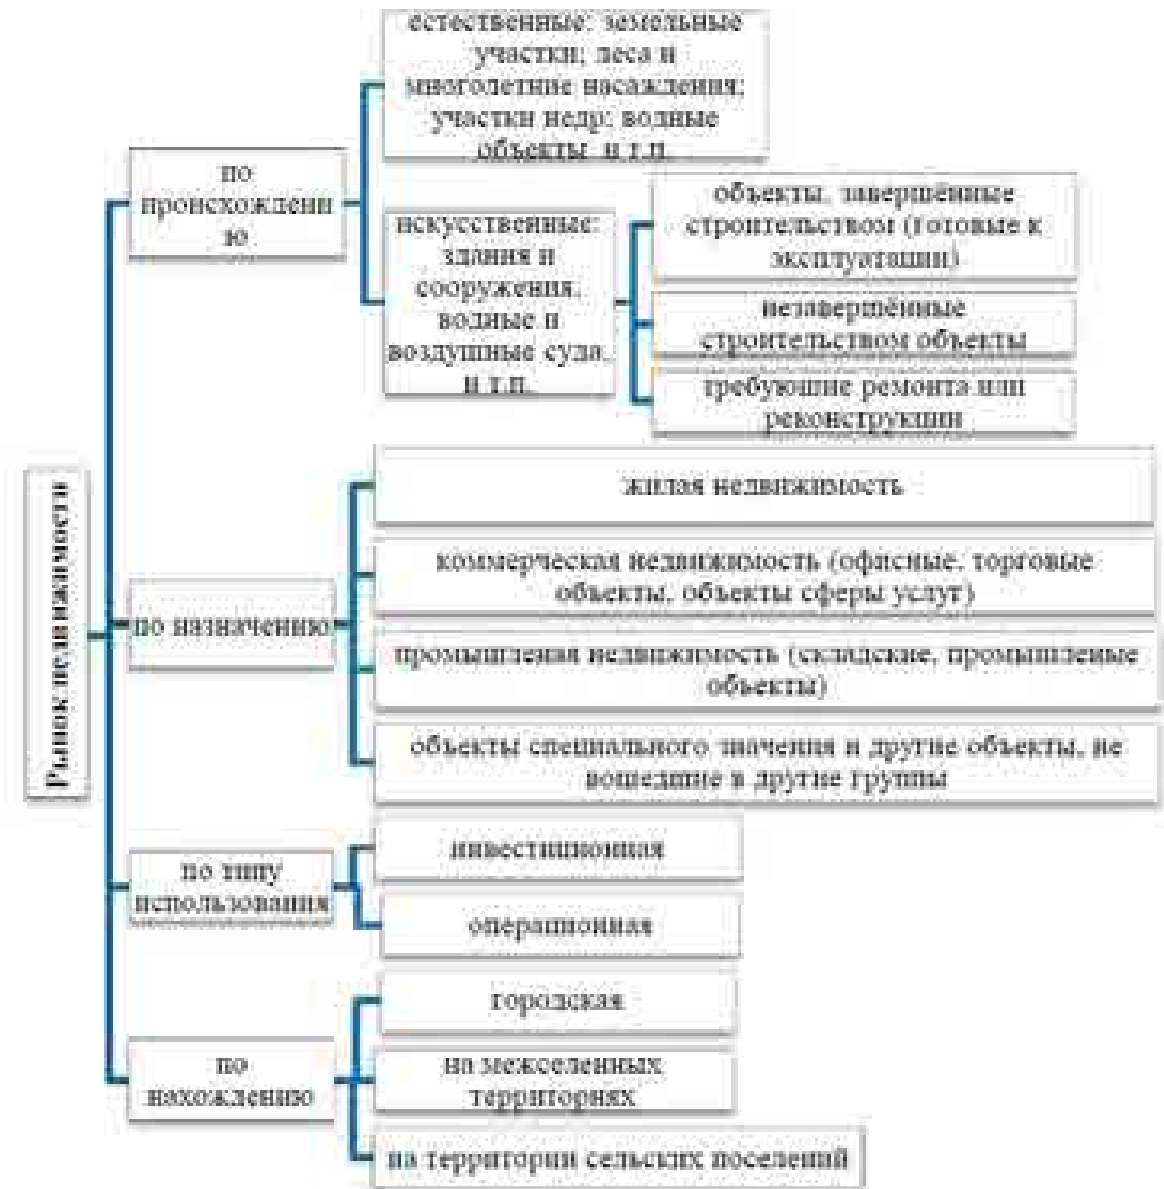 Рынок недвижимости
по
происхождени
ю
естественные: земельные
участки; леса и
многолетние насаждения;
участки недр; водные
объекты и т.п.
искусственные:
здания и
сооружения,
водные и
воздушные суда,
и т.п.
объекты, завершённые
строительством (готовые к
эксплуатации)
незавершённые
строительством объекты
требующие ремонта или
реконструкции
по назначению
жилая недвижимость
коммерческая недвижимость (офисные, торговые
объекты, объекты сферы услуг)
промышленая недвижимость (складские, промышленые
объекты)
объекты специального значения и другие объекты, не
вошедшие в другие группы
по типу
использования
инвестиционная
операционная
по
нахождению
городская
на межселенных
территориях
на территории сельских поселений